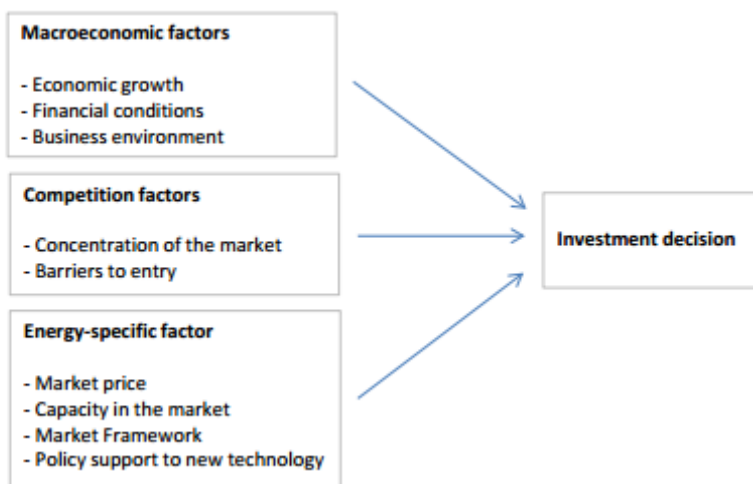 Macroeconomic factors
- Economic growth
- Financial conditions
- Business environment
Competition factors
- Concentration of the market
- Barriers to entry
Energy-specific factor
- Market price
- Capacity in the market
- Market Framework
- Policy support to new technology
Investment decision